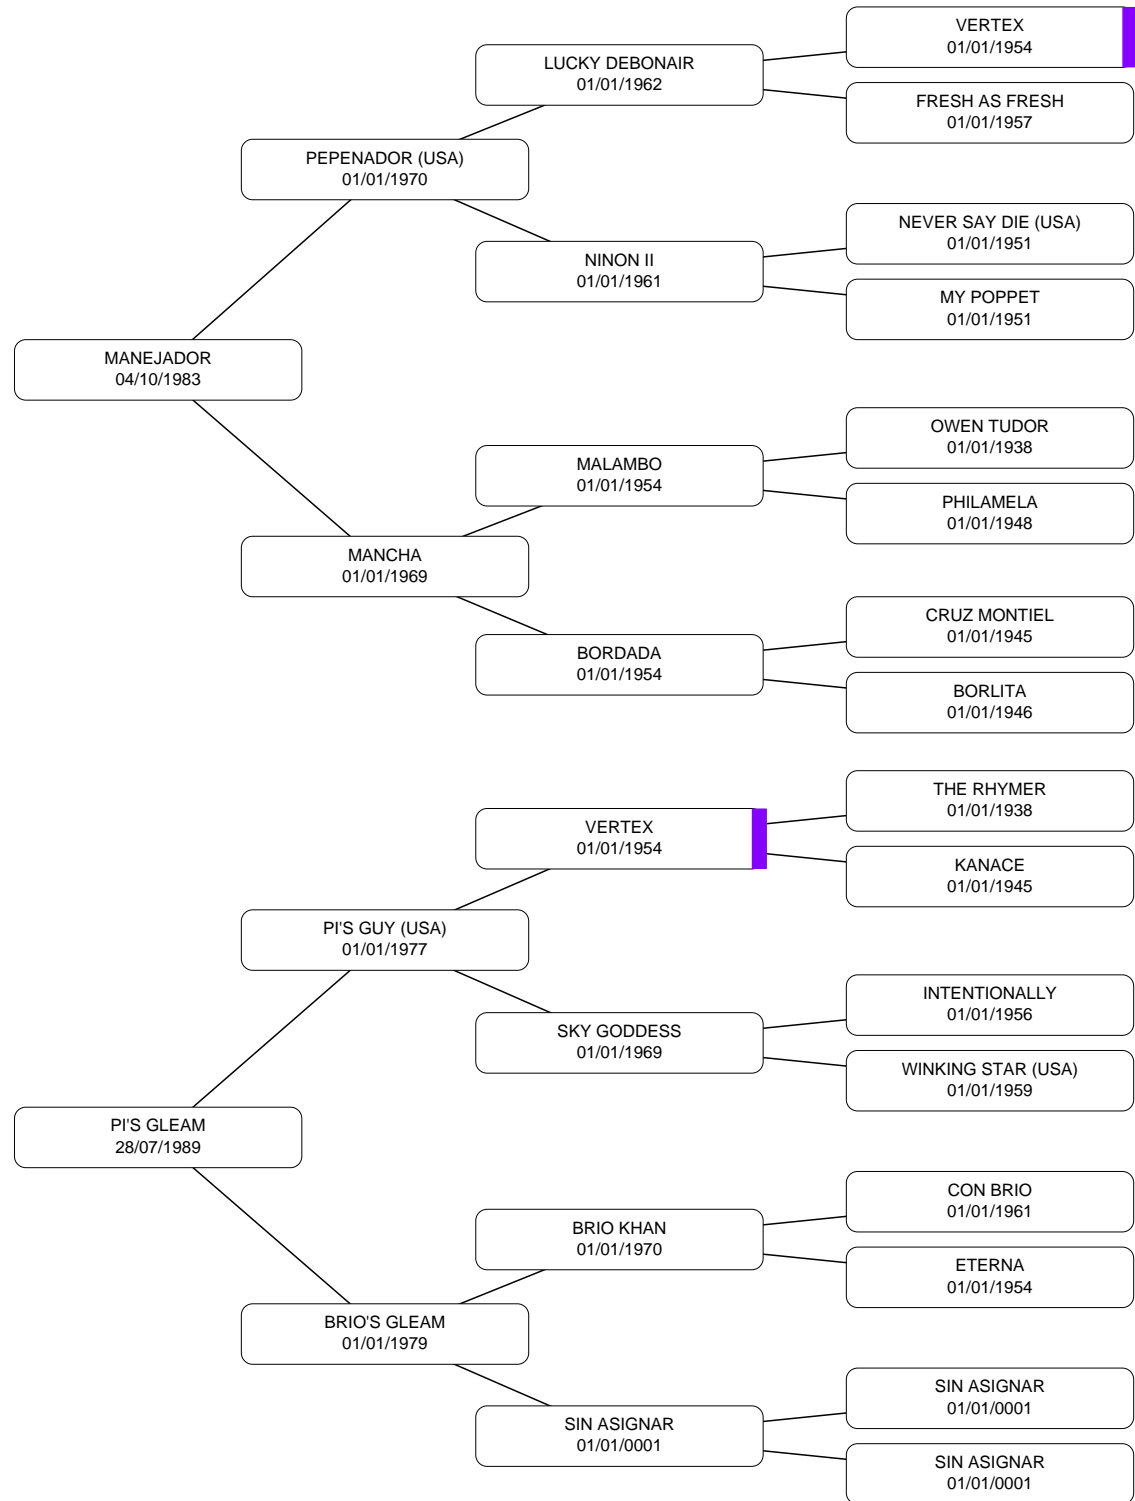 VERTEX
01/01/1954
LUCKY DEBONAIR
01/01/1962
FRESH AS FRESH
01/01/1957
PEPENADOR (USA)
01/01/1970
NEVER SAY DIE (USA)
01/01/1951
NINON II
01/01/1961
MY POPPET
01/01/1951
MANEJADOR
04/10/1983
OWEN TUDOR
01/01/1938
MALAMBO
01/01/1954
PHILAMELA
01/01/1948
MANCHA
01/01/1969
CRUZ MONTIEL
01/01/1945
BORDADA
01/01/1954
BORLITA
01/01/1946
THE RHYMER
01/01/1938
VERTEX
01/01/1954
KANACE
01/01/1945
PI'S GUY (USA)
01/01/1977
INTENTIONALLY
01/01/1956
SKY GODDESS
01/01/1969
WINKING STAR (USA)
01/01/1959
PI'S GLEAM
28/07/1989
CON BRIO
01/01/1961
BRIO KHAN
01/01/1970
ETERNA
01/01/1954
BRIO'S GLEAM
01/01/1979
SIN ASIGNAR
01/01/0001
SIN ASIGNAR
01/01/0001
SIN ASIGNAR
01/01/0001